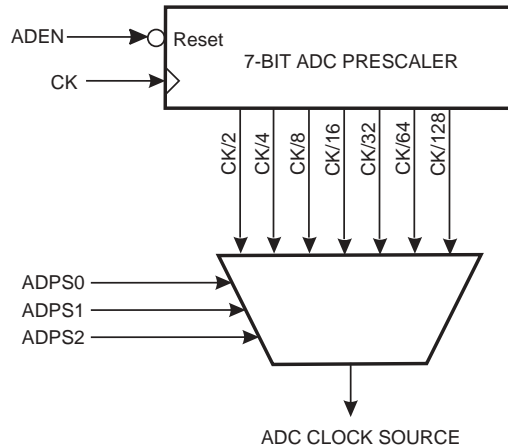 ADEN
Reset
7-BIT ADC PRESCALER
CK
CK/2
CK/4
CK/8
CK/16
CK/32
CK/64
CK/128
ADPS0
ADPS1
ADPS2
ADC CLOCK SOURCE